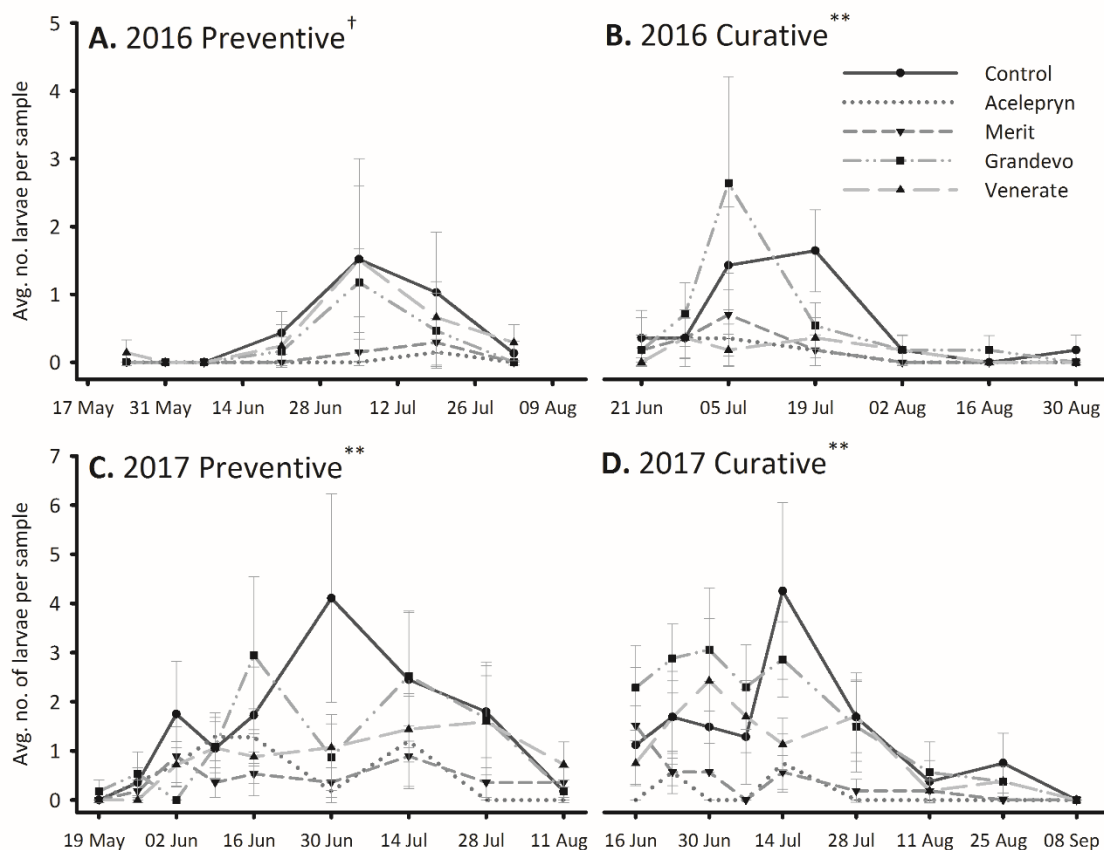 A. 2016 Preventive†
B. 2016 Curative**
Control
Acelepryn
Merit
Grandevo
Venerate
Avg. no. larvae per sample
5
4
3
2
1
0
17 May 31 May 14 Jun 28 Jun 12 Jul 26 Jul 09 Aug
21 Jun 05 Jul 19 Jul 02 Aug 16 Aug 30 Aug
C. 2017 Preventive**
D. 2017 Curative**
Avg. no. of larvae per sample
7
6
5
4
3
2
1
0
19 May 02 Jun 16 Jun 30 Jun 14 Jul 28 Jul 11 Aug
16 Jun 30 Jun 14 Jul 28 Jul 11 Aug 25 Aug 08 Sep